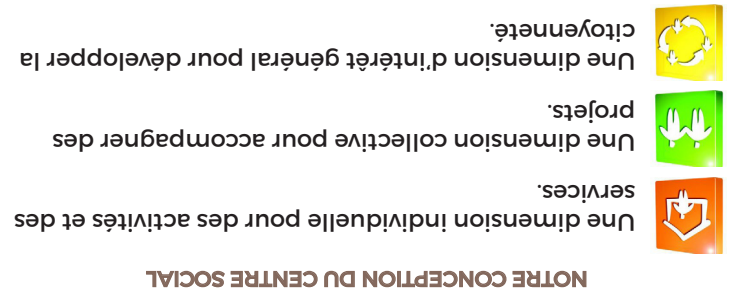 NOTRE CONCEPTION DU CENTRE SOCIAL
Une dimension individuelle pour des activités et des
services.
Une dimension collective pour accompagner des
projets.
Une dimension d'intérêt général pour développer la
citoyenneté.